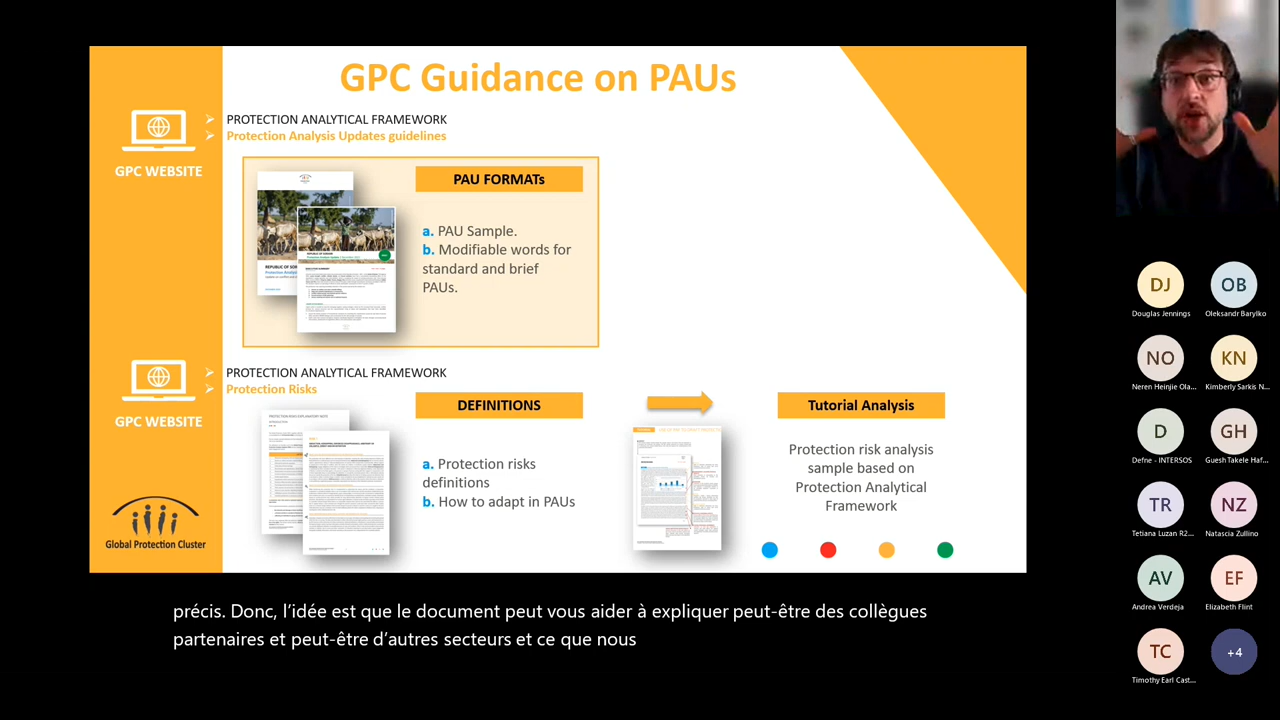 GPC Guidance on PAUs
PROTECTION ANALYTICAL FRAMEWORK
Protection Analysis Updates guidelines
GPC WEBSITE
PAU FORMATs
a. PAU Sample.
b. Modifiable words for
standard and brief
PAUs.
PROTECTION ANALYTICAL FRAMEWORK
Protection Risks
GPC WEBSITE
DEFINITIONS
a. Protection risks
definitions
b. How to adapt in PAUs
Tutorial Analysis
Protection risk analysis
sample based on
Protection Analytical
Framework
Global Protection Cluster
précis. Donc, l’idée est que le document peut vous aider à expliquer peut-être des collègues
partenaires et peut-être d’autres secteurs et ce que nous
DJ
Douglas Jennings
OB
Oleksandr Barylko
NO
Neren Heinjie Ola...
KN
Kimberly Sarkis N...
D
Defne - INTERSOS
GH
Guesh Takele Haf...
TR
Tetiana Luzan R2...
NZ
Natascia Zullino
AV
Andrea Verdeja
EF
Elizabeth Flint
TC
Timothy Earl Cast...
+4